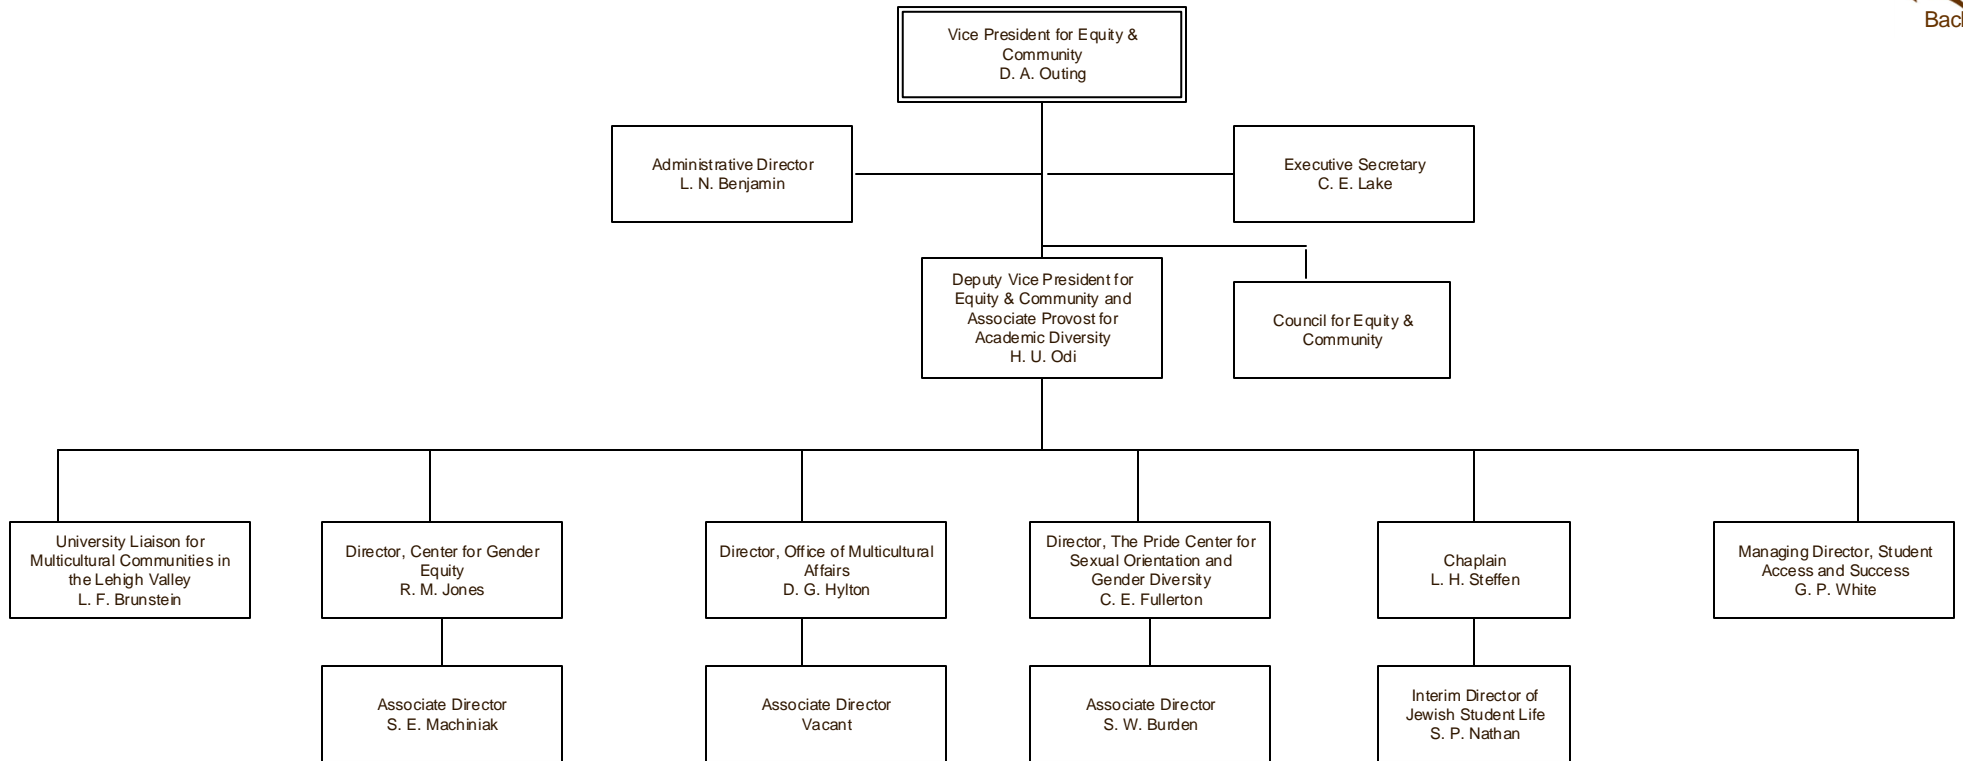 Vice President for Equity &
Community
D. A. Outing
Administrative Director
L. N. Benjamin
Executive Secretary
C. E. Lake
Deputy Vice President for
Equity & Community and
Associate Provost for
Academic Diversity
H. U. Odi
Council for Equity &
Community
University Liaison for
Multicultural Communities in
the Lehigh Valley
L. F. Brunstein
Director, Center for Gender
Equity
R. M. Jones
Director, Office of Multicultural
Affairs
D. G. Hylton
Director, The Pride Center for
Sexual Orientation and
Gender Diversity
C. E. Fullerton
Chaplain
L. H. Steffen
Managing Director, Student
Access and Success
G. P. White
Associate Director
S. E. Machiniak
Associate Director
Vacant
Associate Director
S. W. Burden
Interim Director of
Jewish Student Life
S. P. Nathan